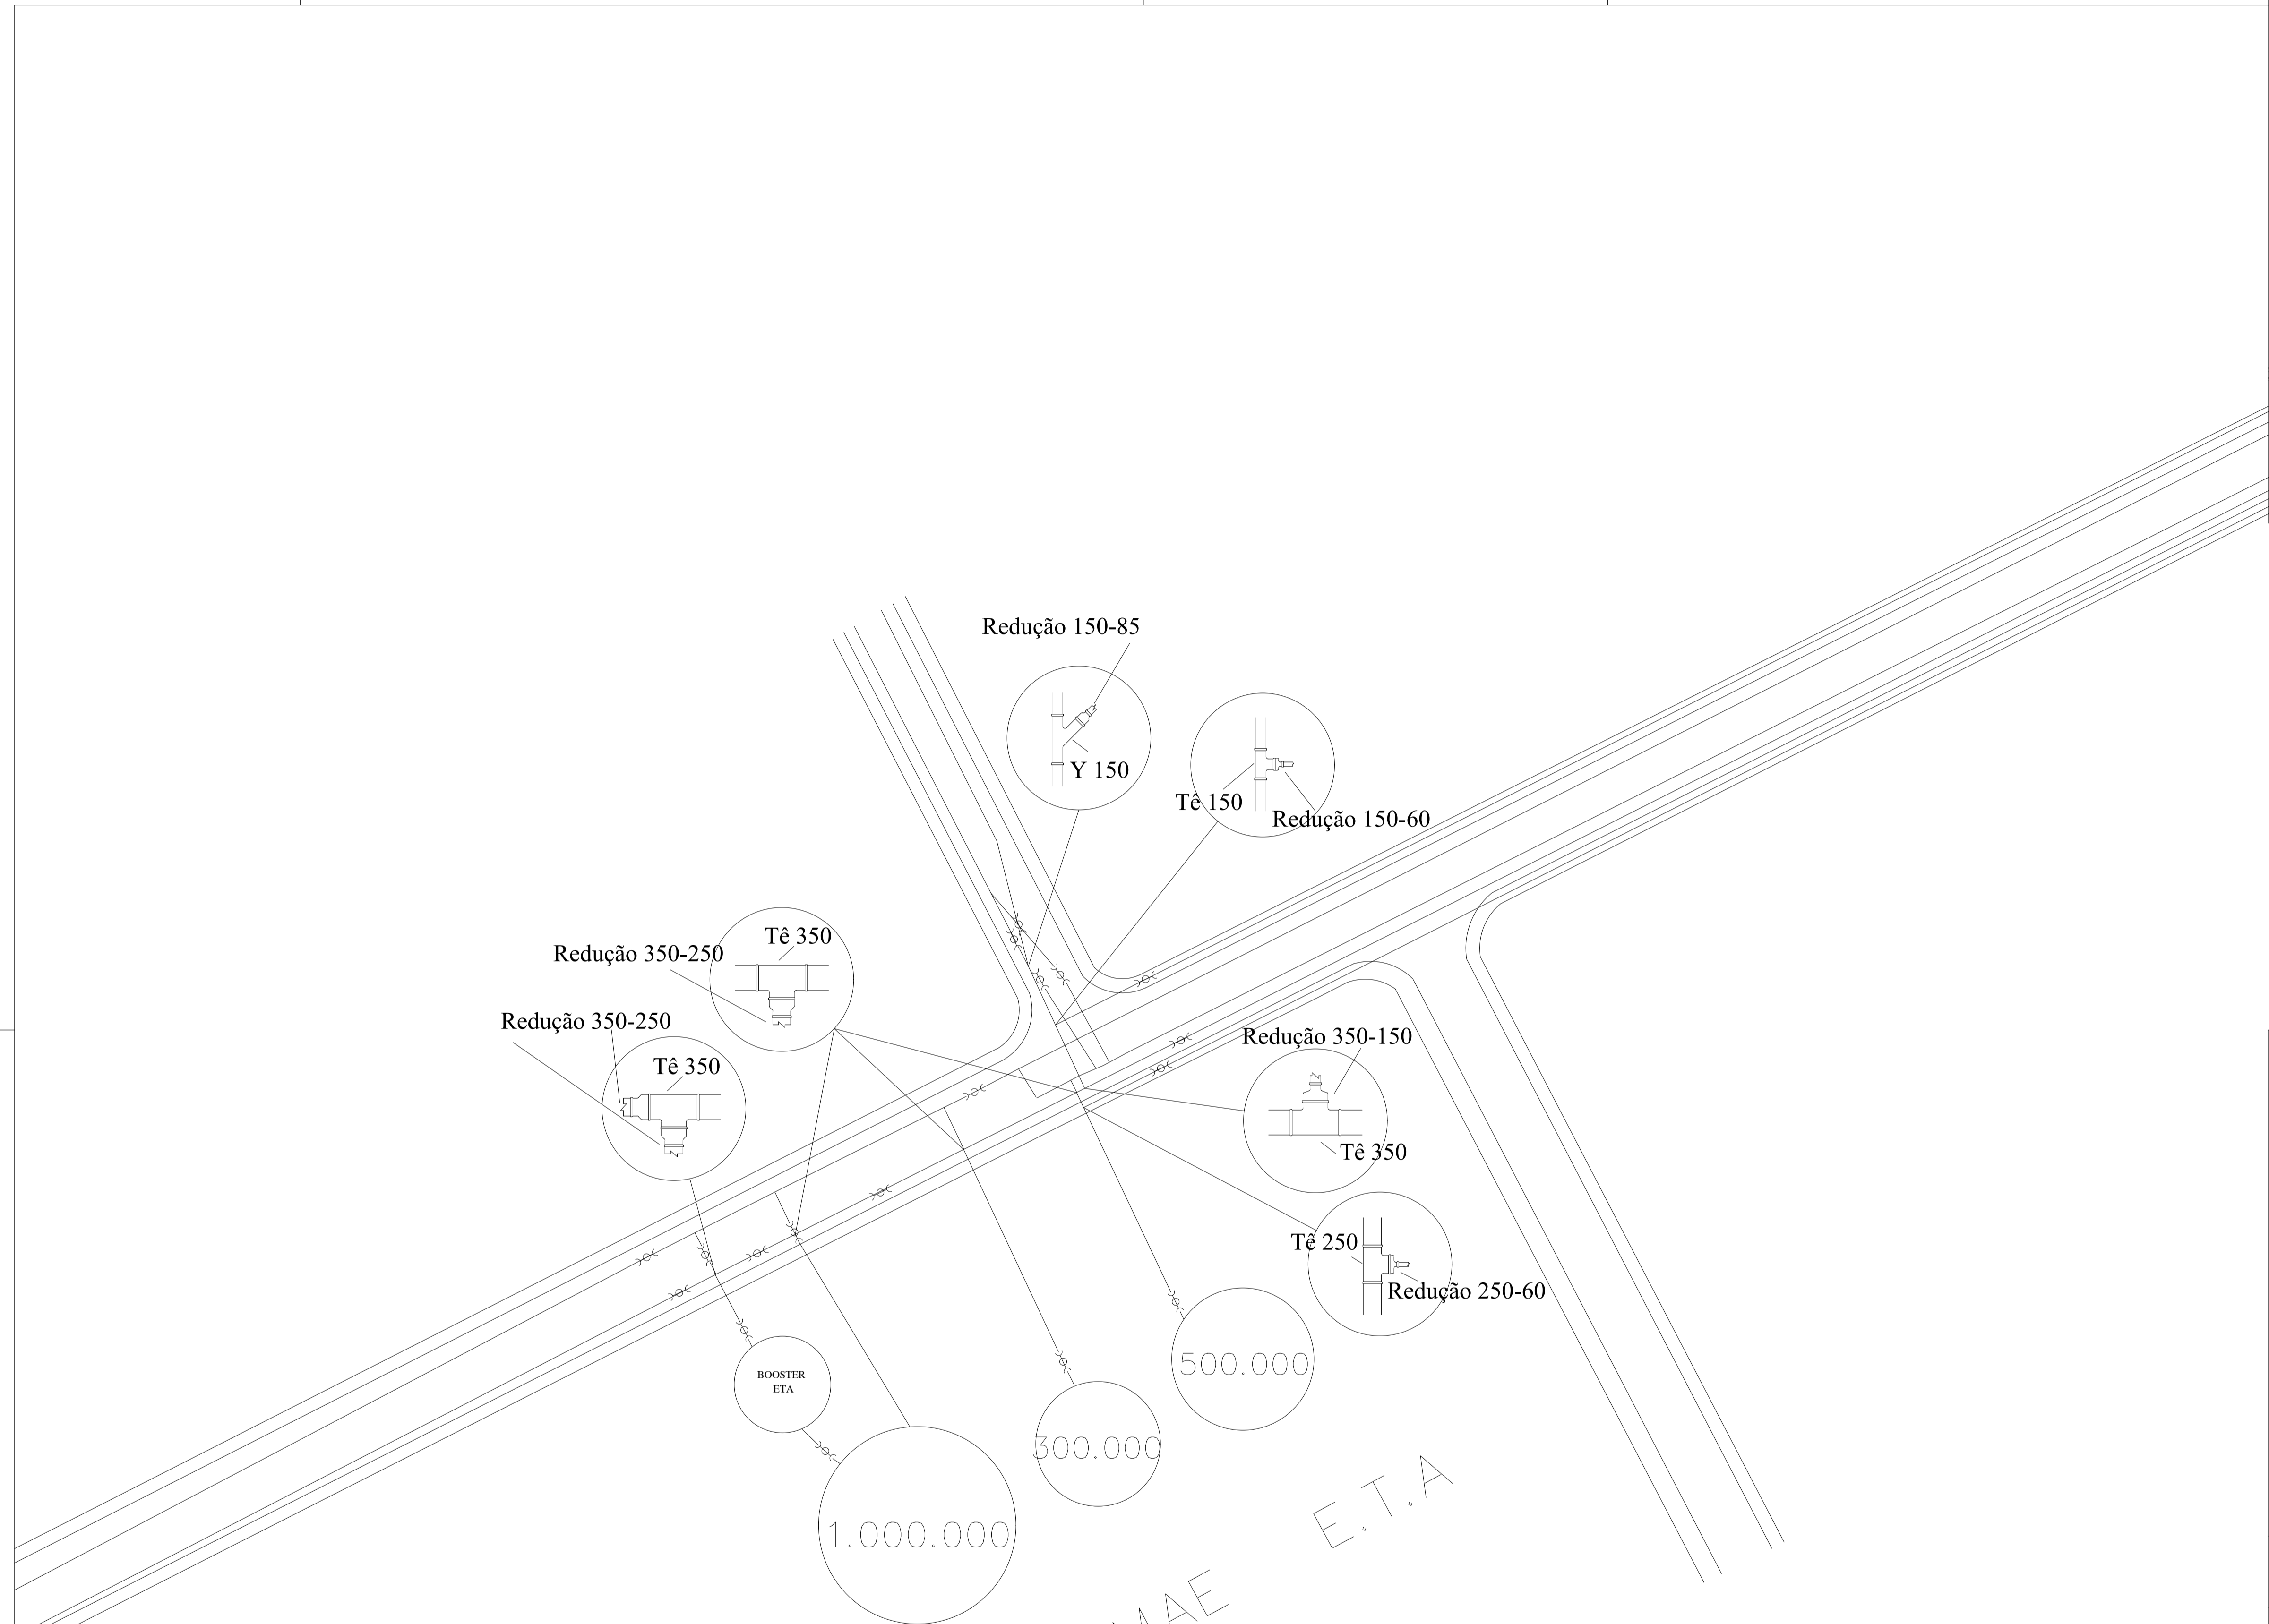 Redução 150-85
Y 150
Tê 150
Redução 150-60
Tê 350
Redução 350-250
Redução 350-250
Tê 350
Redução 350-150
Tê 350
Tê 250
Redução 250-60
500.000
BOOSTER
ETA
300.000
1.000.000
E.T.A